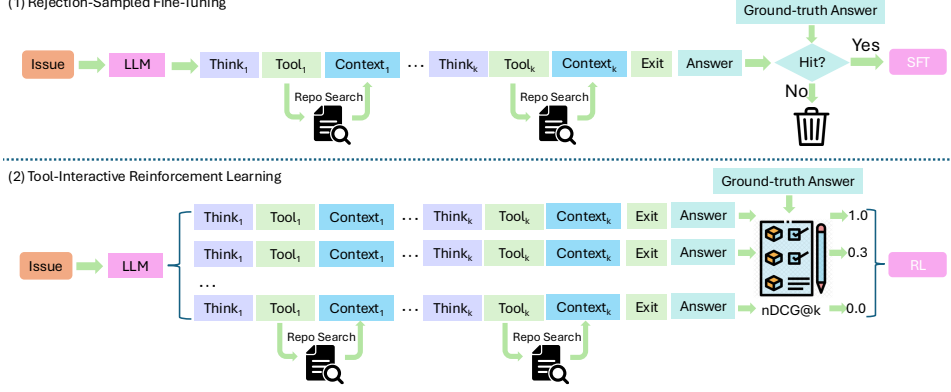 (1) Rejection-Sampled Fine-Tuning
Ground-truth Answer
Issue LLM Think₁ Tool₁ Context₁ ... Thinkₖ Toolₖ Contextₖ Exit Answer Hit? Yes SFT
Repo Search Repo Search
No
(2) Tool-Interactive Reinforcement Learning
Ground-truth Answer
Think₁ Tool₁ Context₁ ... Thinkₖ Toolₖ Contextₖ Exit Answer 1.0
Issue LLM Think₁ Tool₁ Context₁ ... Thinkₖ Toolₖ Contextₖ Exit Answer 0.3 RL
...
Think₁ Tool₁ Context₁ ... Thinkₖ Toolₖ Contextₖ Exit Answer nDCG@k 0.0
Repo Search Repo Search